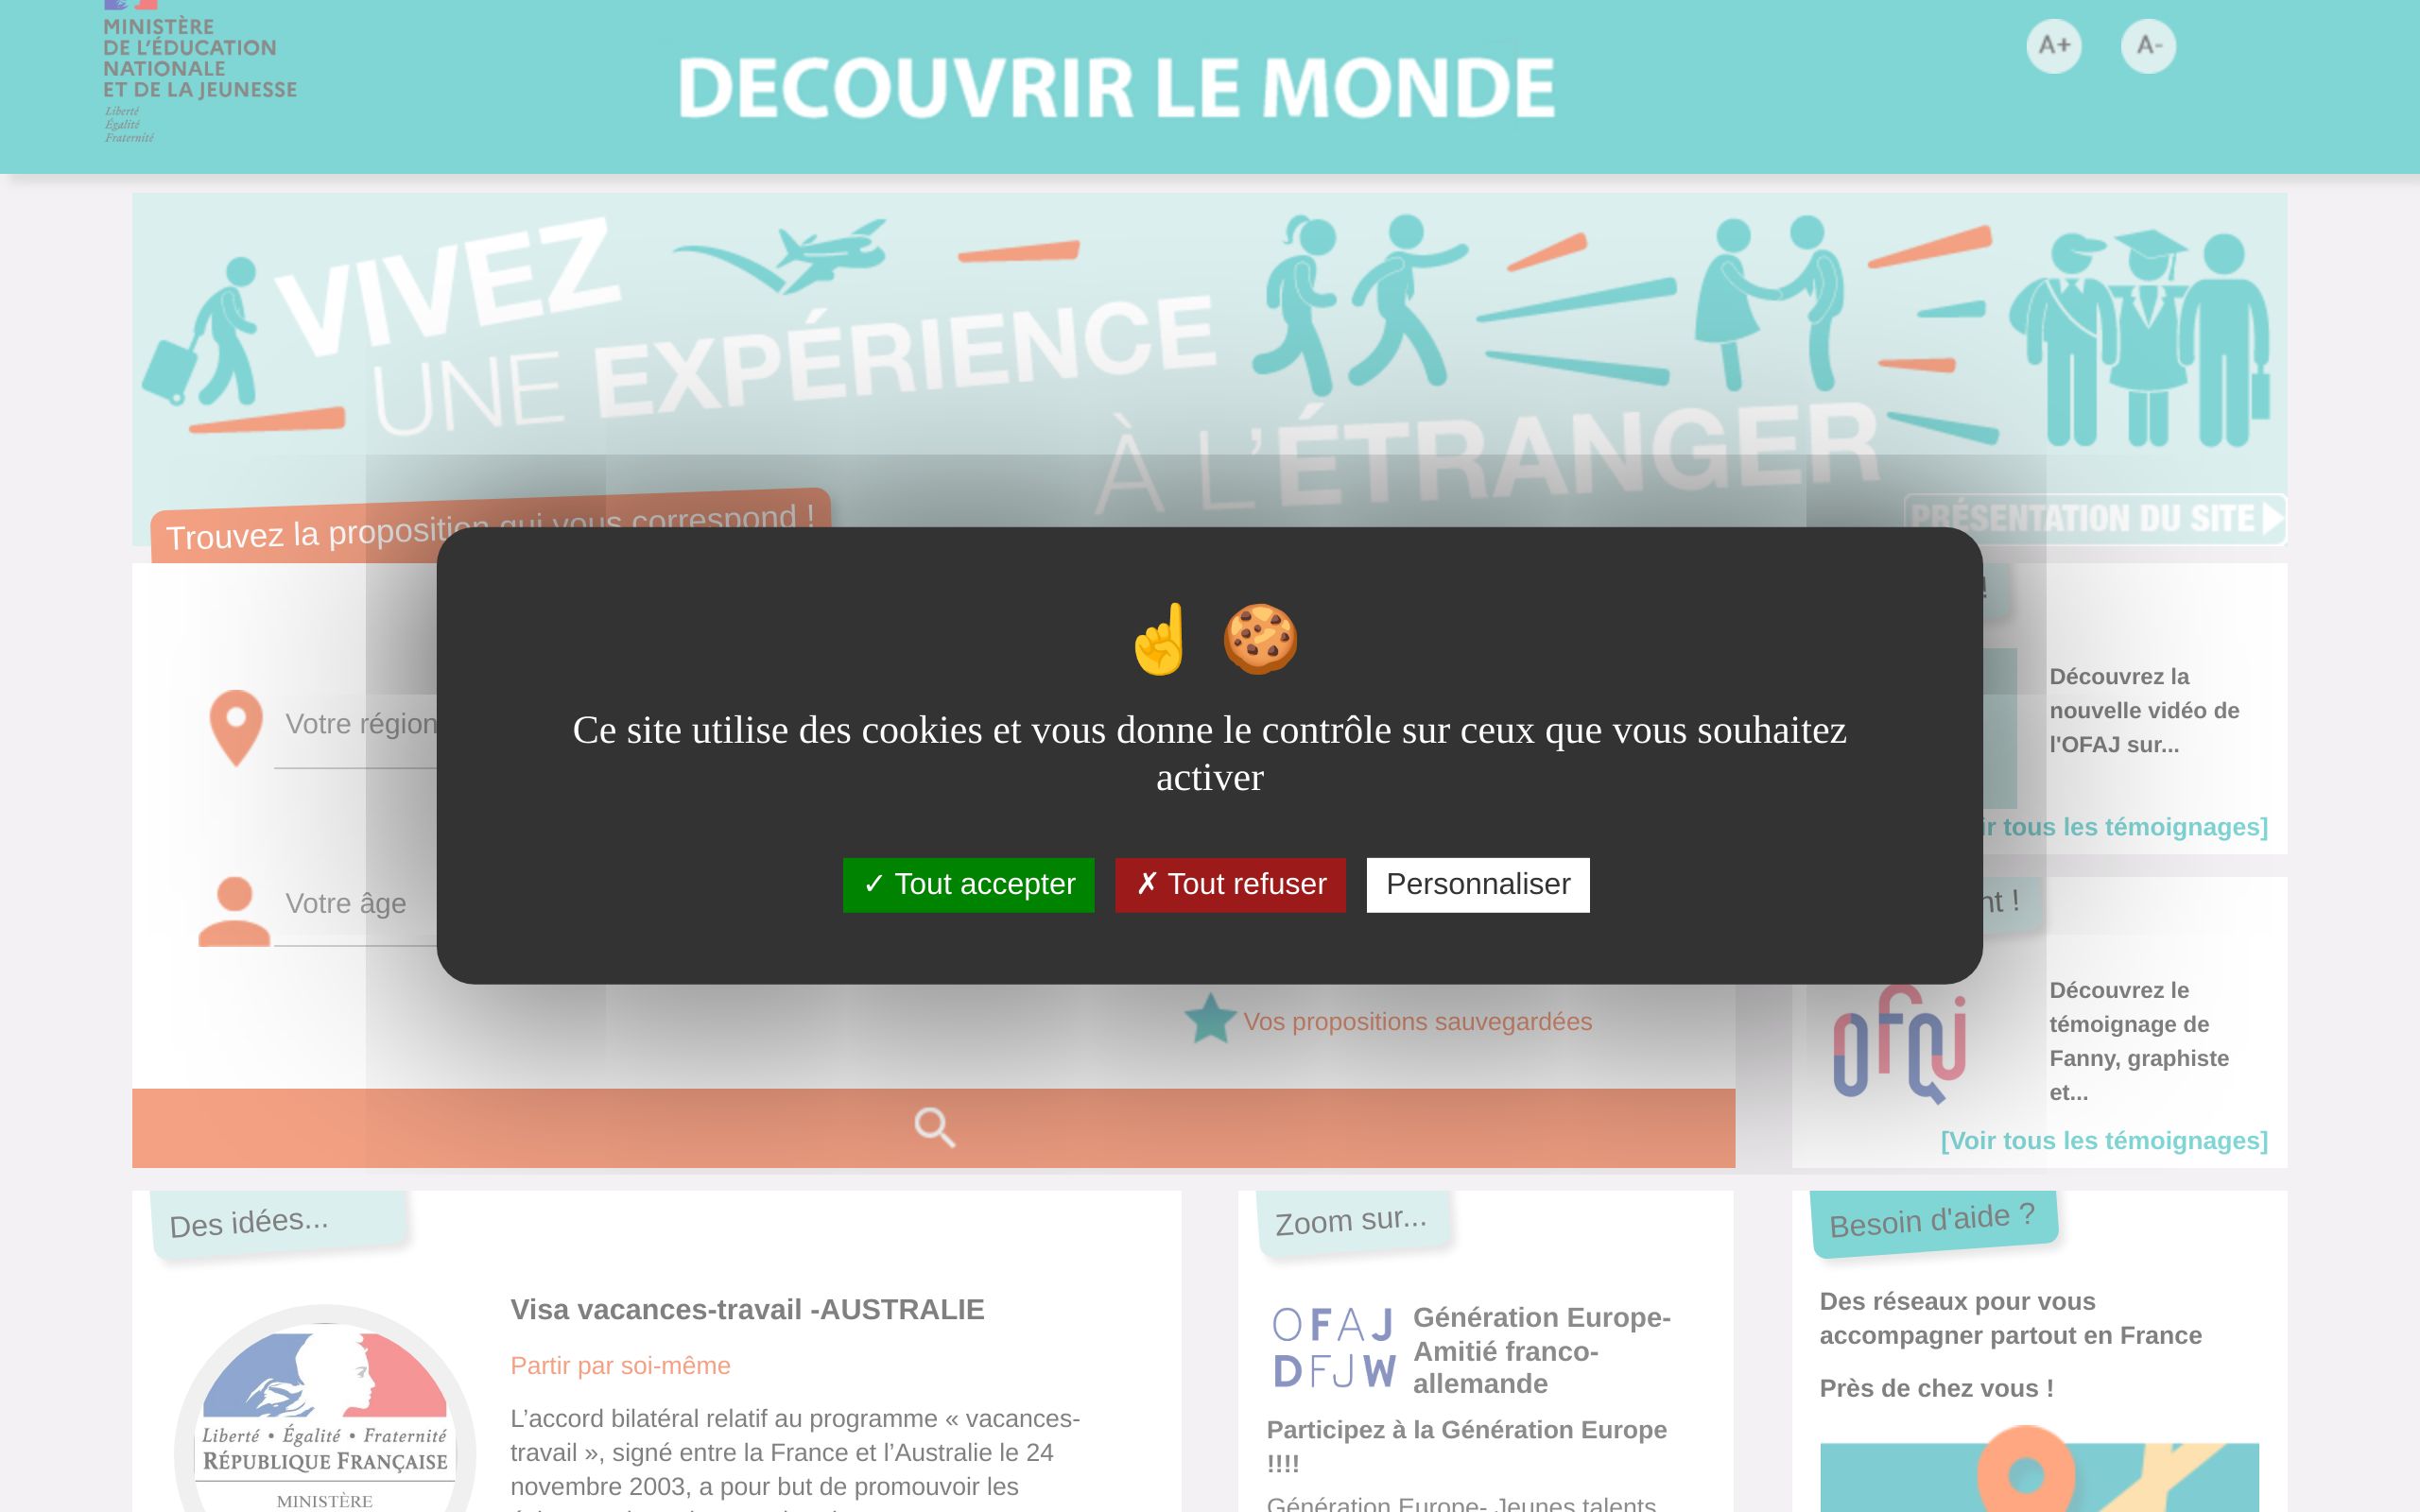 MINISTÈRE
DE L'ÉDUCATION
NATIONALE
ET DE LA JEUNESSE
Liberté
Égalité
Fraternité
DECOUVRIR LE MONDE
A+ A-
VIVEZ
UNE EXPÉRIENCE
À L'ÉTRANGER
Trouvez la proposition qui vous correspond !
PRÉSENTATION DU SITE
☝️ 🍪
Ce site utilise des cookies et vous donne le contrôle sur ceux que vous souhaitez
activer
✓ Tout accepter ✗ Tout refuser Personnaliser
Votre région
Votre âge
Vos propositions sauvegardées
!
Découvrez la
nouvelle vidéo de
l'OFAJ sur...
tous les témoignages]
!
ofaj
Découvrez le
témoignage de
Fanny, graphiste
et...
[Voir tous les témoignages]
Des idées...
Liberté • Égalité • Fraternité
RÉPUBLIQUE FRANÇAISE
MINISTÈRE
Visa vacances-travail -AUSTRALIE
Partir par soi-même
L’accord bilatéral relatif au programme « vacances-
travail », signé entre la France et l’Australie le 24
novembre 2003, a pour but de promouvoir les
Zoom sur...
OFAJ
DFJW
Génération Europe-
Amitié franco-
allemande
Participez à la Génération Europe
!!!!
Génération Europe- Jeunes talents
Besoin d'aide ?
Des réseaux pour vous
accompagner partout en France
Près de chez vous !